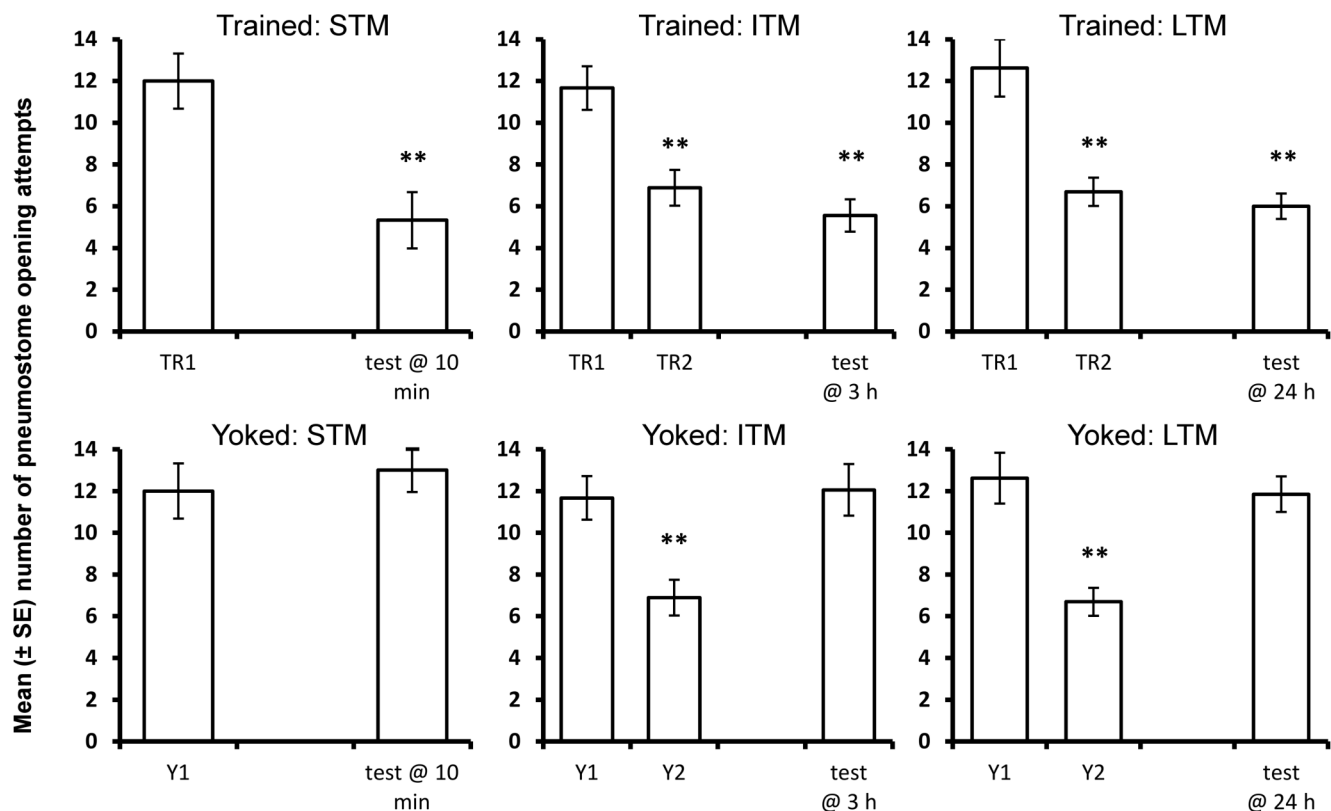 Mean (± SE) number of pneumostome opening attempts
Trained: STM
14
12
10
8
6
4
2
0
**
TR1
test @ 10
min
Trained: ITM
14
12
10
8
6
4
2
0
**
**
TR1
TR2
test
@ 3 h
Trained: LTM
14
12
10
8
6
4
2
0
**
**
TR1
TR2
test
@ 24 h
Yoked: STM
14
12
10
8
6
4
2
0
Y1
test @ 10
min
Yoked: ITM
14
12
10
8
6
4
2
0
**
Y1
Y2
test
@ 3 h
Yoked: LTM
14
12
10
8
6
4
2
0
**
Y1
Y2
test
@ 24 h